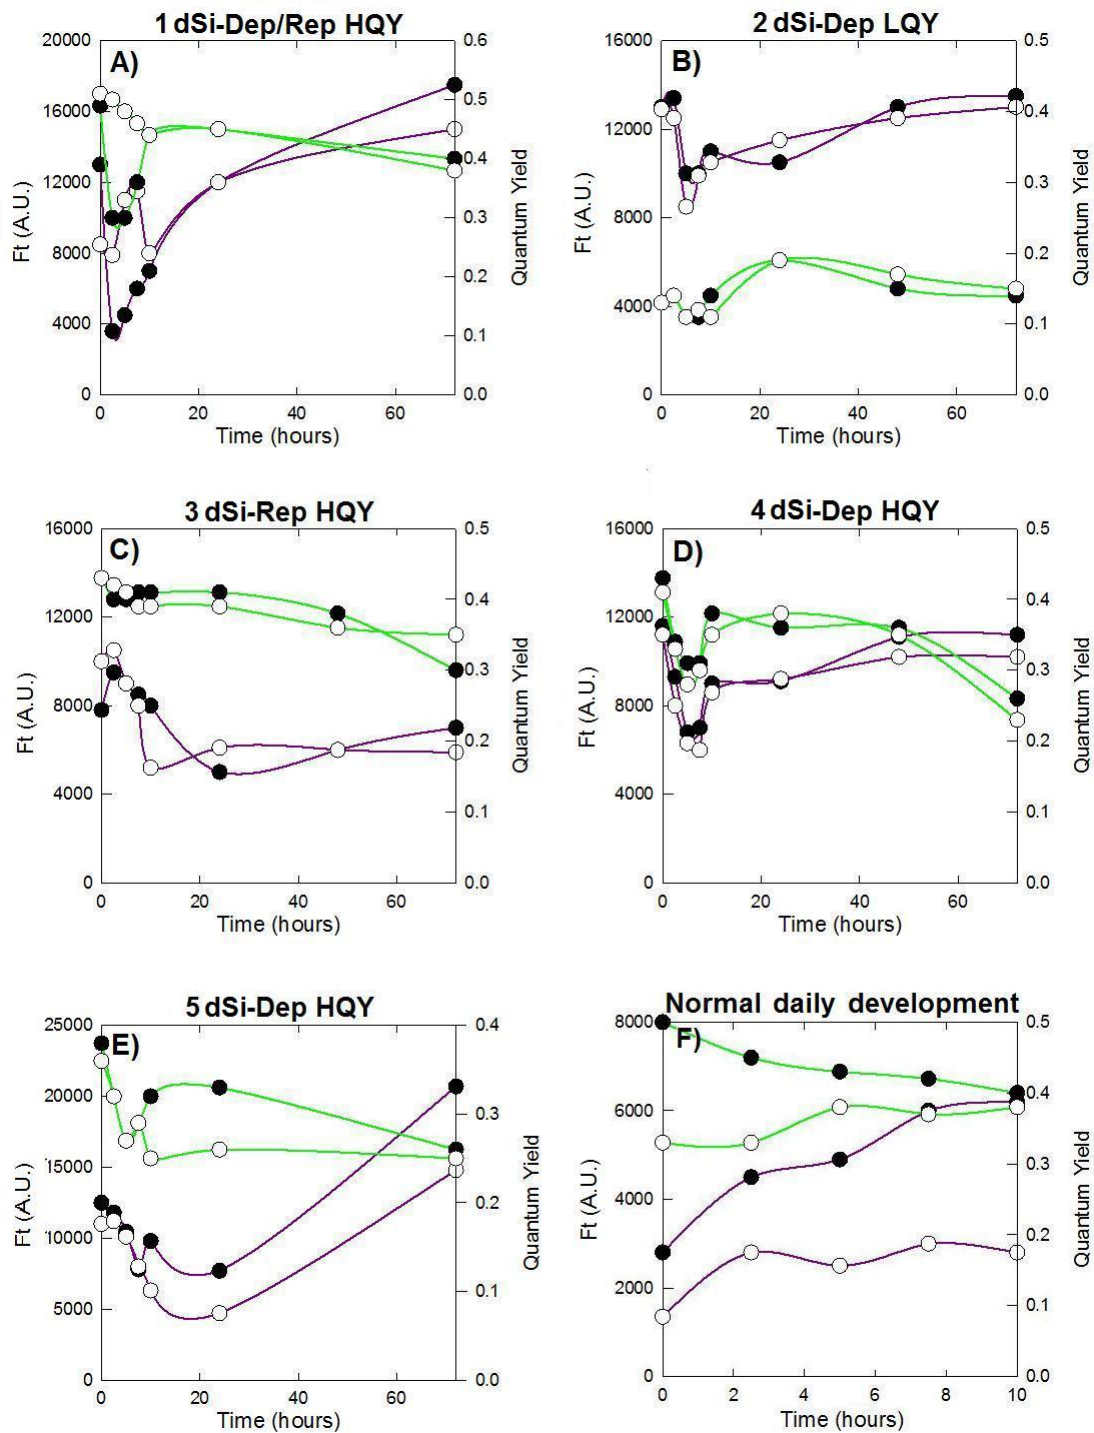 1 dSi-Dep/Rep HQY
A)
20000
16000
12000
8000
4000
0
Ft (A.U.)
0.6
0.5
0.4
0.3
0.2
0.1
0.0
Quantum Yield
0 20 40 60
Time (hours)
2 dSi-Dep LQY
B)
16000
12000
8000
4000
0
Ft (A.U.)
0.5
0.4
0.3
0.2
0.1
0.0
Quantum Yield
0 20 40 60
Time (hours)
3 dSi-Rep HQY
C)
16000
12000
8000
4000
0
Ft (A.U.)
0.5
0.4
0.3
0.2
0.1
0.0
Quantum Yield
0 20 40 60
Time (hours)
4 dSi-Dep HQY
D)
16000
12000
8000
4000
0
Ft (A.U.)
0.5
0.4
0.3
0.2
0.1
0.0
Quantum Yield
0 20 40 60
Time (hours)
5 dSi-Dep HQY
E)
25000
20000
15000
10000
5000
0
Ft (A.U.)
0.4
0.3
0.2
0.1
0.0
Quantum Yield
0 20 40 60
Time (hours)
Normal daily development
F)
8000
6000
4000
2000
0
Ft (A.U.)
0.5
0.4
0.3
0.2
0.1
0.0
Quantum Yield
0 2 4 6 8 10
Time (hours)